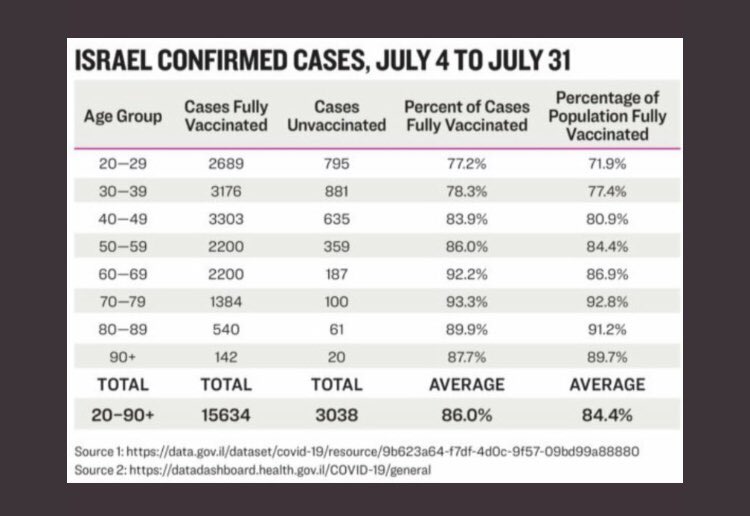 ISRAEL CONFIRMED CASES, JULY 4 TO JULY 31
Age Group Cases Fully Vaccinated Cases Unvaccinated Percent of Cases Fully Vaccinated Percentage of Population Fully Vaccinated
20–29 2689 795 77.2% 71.9%
30–39 3176 881 78.3% 77.4%
40–49 3303 635 83.9% 80.9%
50–59 2200 359 86.0% 84.4%
60–69 2200 187 92.2% 86.9%
70–79 1384 100 93.3% 92.8%
80–89 540 61 89.9% 91.2%
90+ 142 20 87.7% 89.7%
TOTAL TOTAL TOTAL AVERAGE AVERAGE
20–90+ 15634 3038 86.0% 84.4%
Source 1: https://data.gov.il/dataset/covid-19/resource/9b623a64-f7df-4d0c-9f57-09bd99a88880
Source 2: https://datadashboard.health.gov.il/COVID-19/general